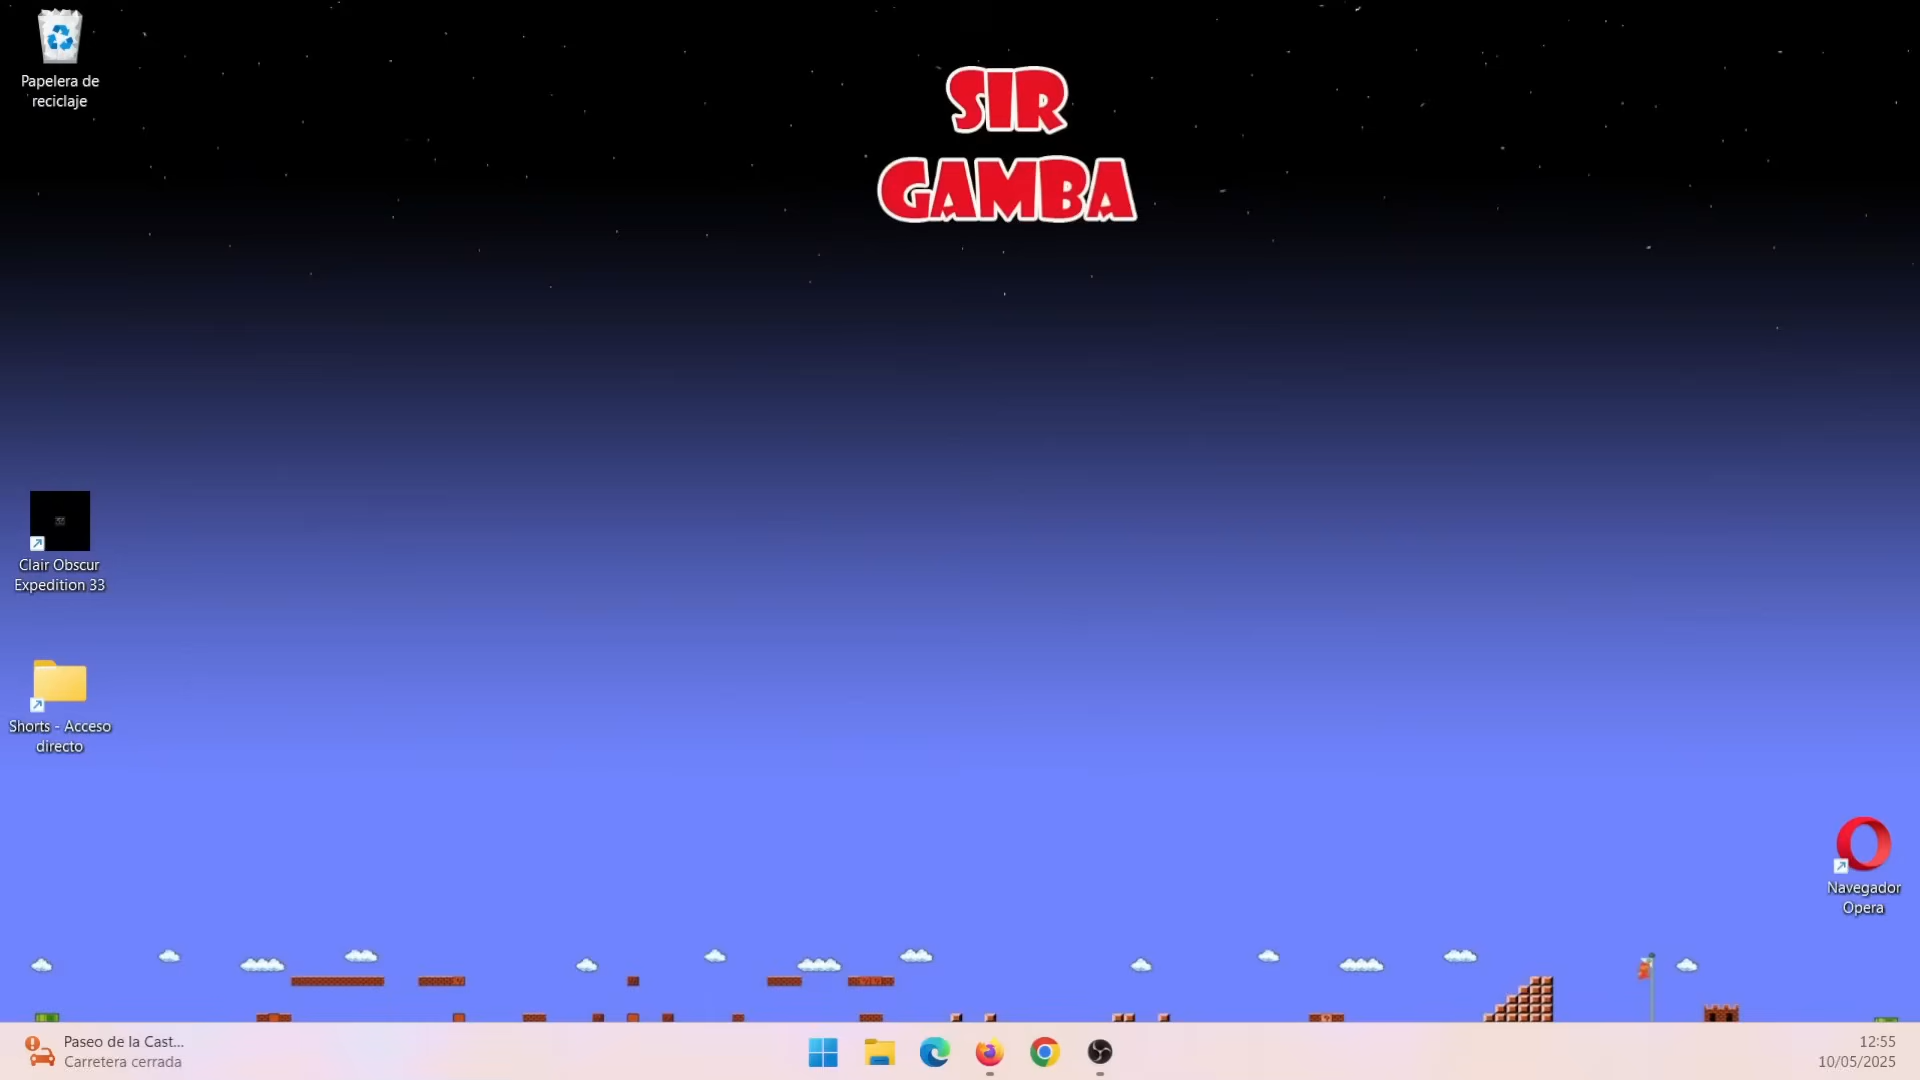 Papelera de
reciclaje
SIR
GAMBA
Clair Obscur
Expedition 33
Shorts - Acceso
directo
Navegador
Opera
Paseo de la Cast...
Carretera cerrada
12:55
10/05/2025